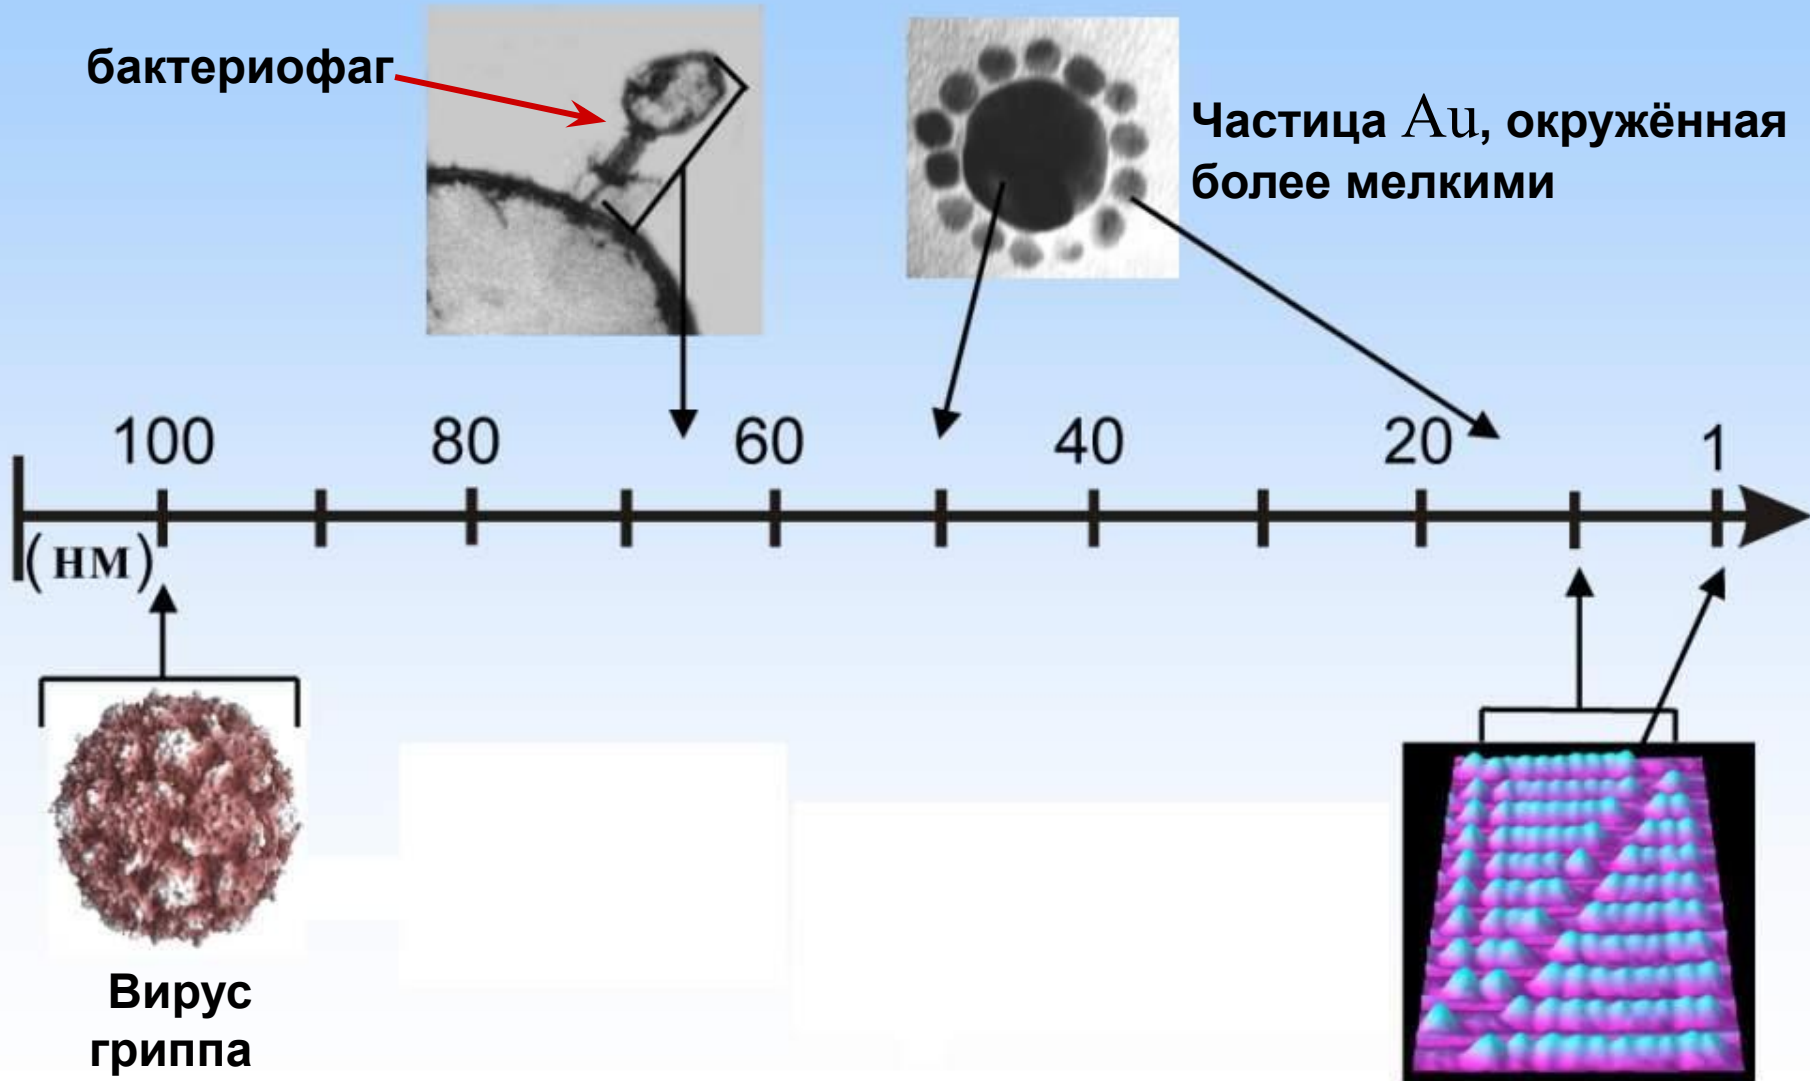 бактериофаг
Частица Au, окружённая
более мелкими
100 80 60 40 20 1
(нм)
Вирус
гриппа